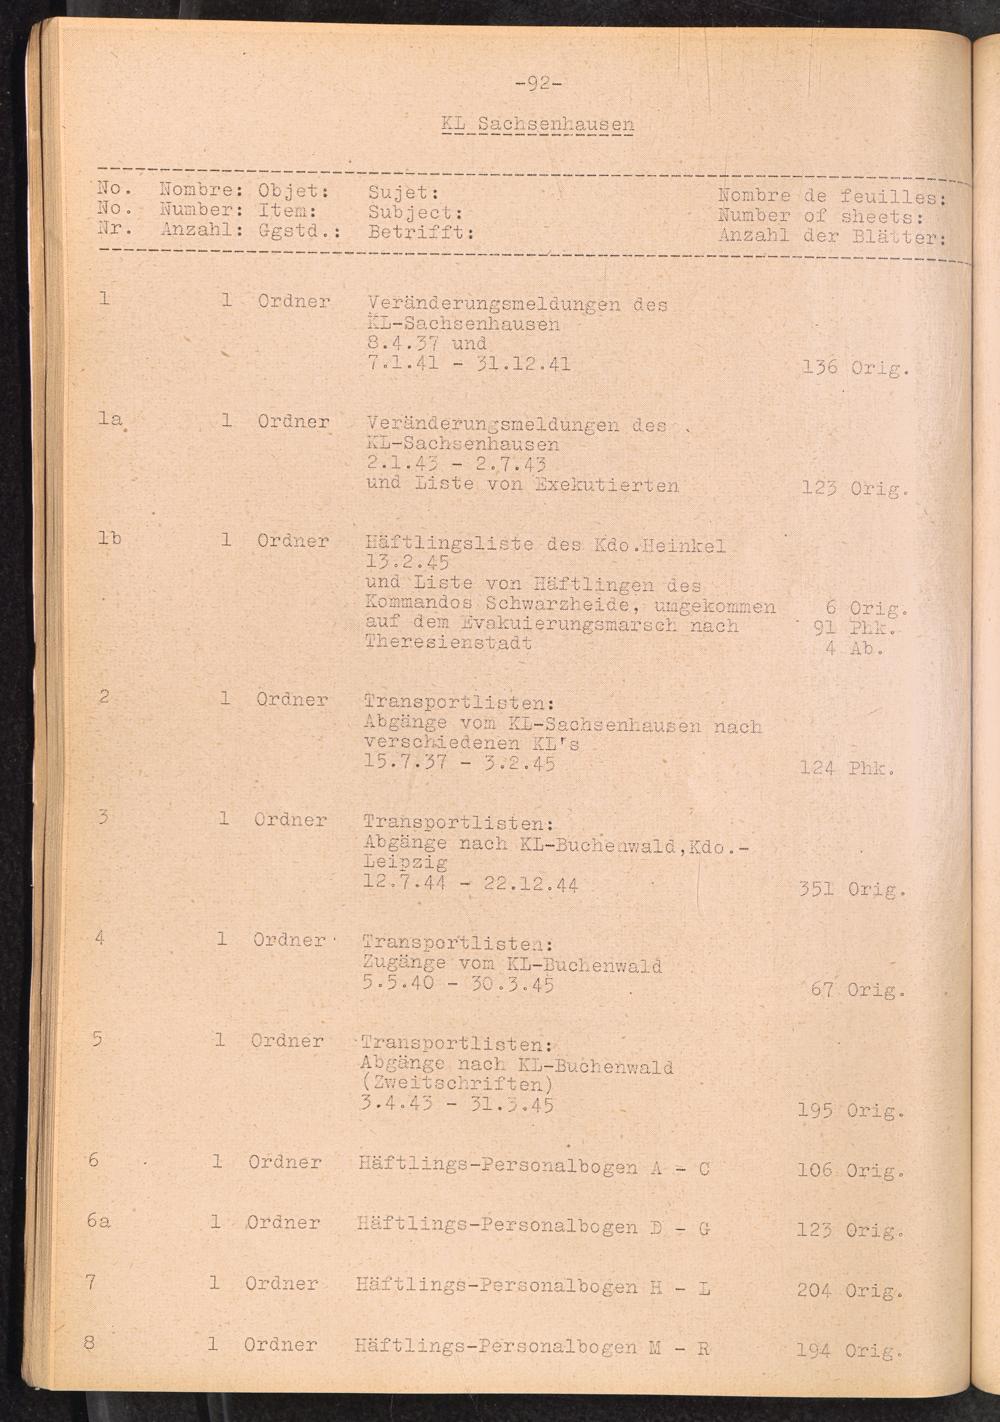 -92-
KL Sachsenhausen
No. Nombre: Objet: Sujet: Nombre de feuilles:
No. Number: Item: Subject: Number of sheets:
Nr. Anzahl: Ggstd.: Betrifft: Anzahl der Blätter:
1 1 Ordner Veränderungsmeldungen des
KL-Sachsenhausen
8.4.37 und
7.1.41 - 31.12.41 136 Orig.
1a 1 Ordner Veränderungsmeldungen des
KL-Sachsenhausen
2.1.43 - 2.7.43
und Liste von Exekutierten 123 Orig.
1b 1 Ordner Häftlingsliste des Kdo.Heinkel
13.2.45
und Liste von Häftlingen des
Kommandos Schwarzheide, umgekommen 6 Orig.
auf dem Evakuierungsmarsch nach 91 Phk.
Theresienstadt 4 Ab.
2 1 Ordner Transportlisten:
Abgänge vom KL-Sachsenhausen nach
verschiedenen KL's
15.7.37 - 3.2.45 124 Phk.
3 1 Ordner Transportlisten:
Abgänge nach KL-Buchenwald,Kdo.-
Leipzig
12.7.44 - 22.12.44 351 Orig.
4 1 Ordner Transportlisten:
Zugänge vom KL-Buchenwald
5.5.40 - 30.3.45 67 Orig.
5 1 Ordner Transportlisten:
Abgänge nach KL-Buchenwald
(Zweitschriften)
3.4.43 - 31.3.45 195 Orig.
6 1 Ordner Häftlings-Personalbogen A - C 106 Orig.
6a 1 Ordner Häftlings-Personalbogen D - G 123 Orig.
7 1 Ordner Häftlings-Personalbogen H - L 204 Orig.
8 1 Ordner Häftlings-Personalbogen M - R 194 Orig.